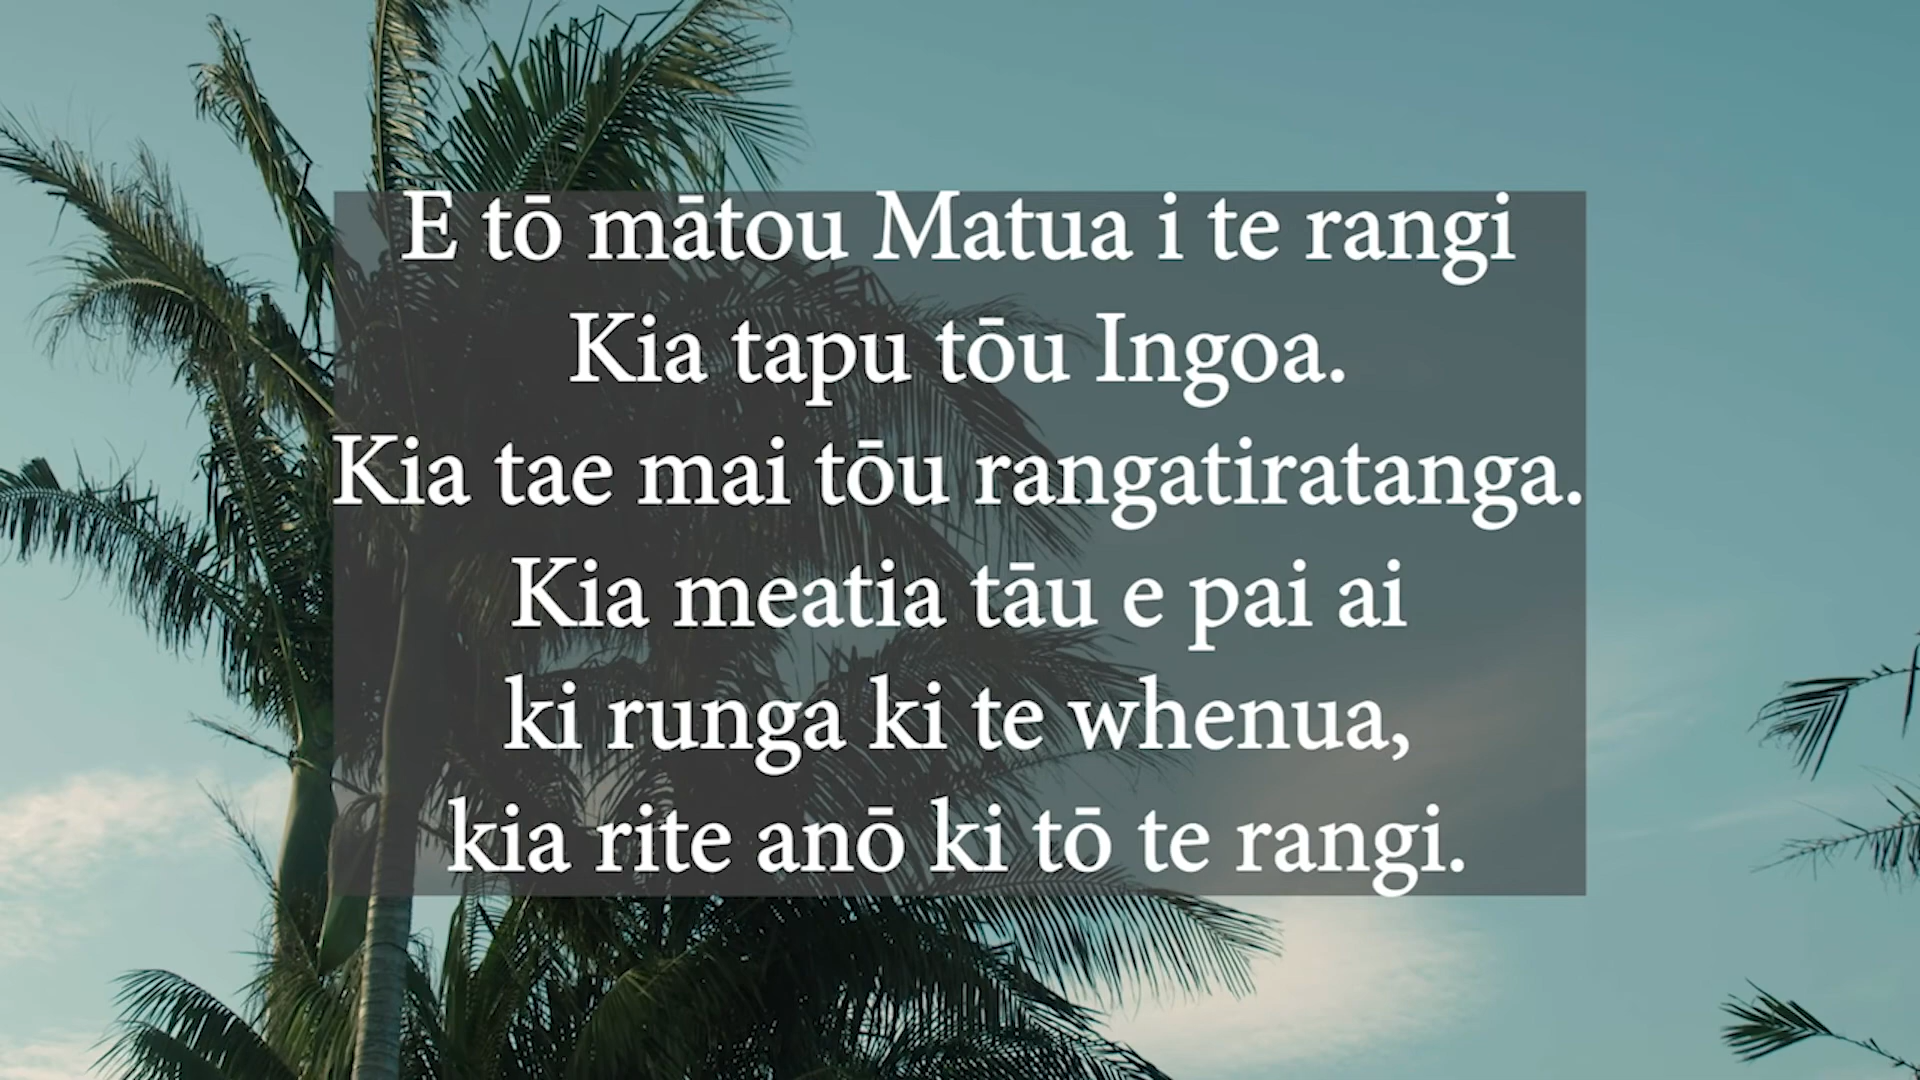 E tō mātou Matua i te rangi
Kia tapu tōu Ingoa.
Kia tae mai tōu rangatiratanga.
Kia meatia tāu e pai ai
ki runga ki te whenua,
kia rite anō ki tō te rangi.